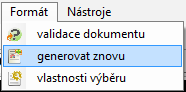 Formát Nástroje
validace dokumentu
generovat znovu
vlastnosti výběru